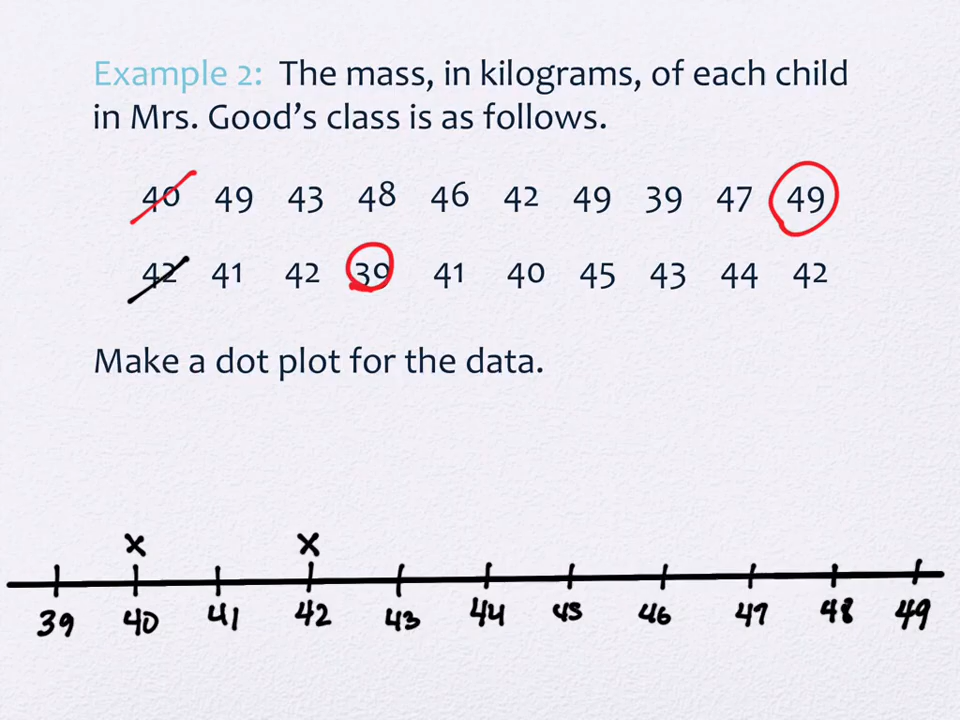 Example 2: The mass, in kilograms, of each child
in Mrs. Good's class is as follows.
40 49 43 48 46 42 49 39 47 49
42 41 42 39 41 40 45 43 44 42
Make a dot plot for the data.
x x
39 40 41 42 43 44 45 46 47 48 49